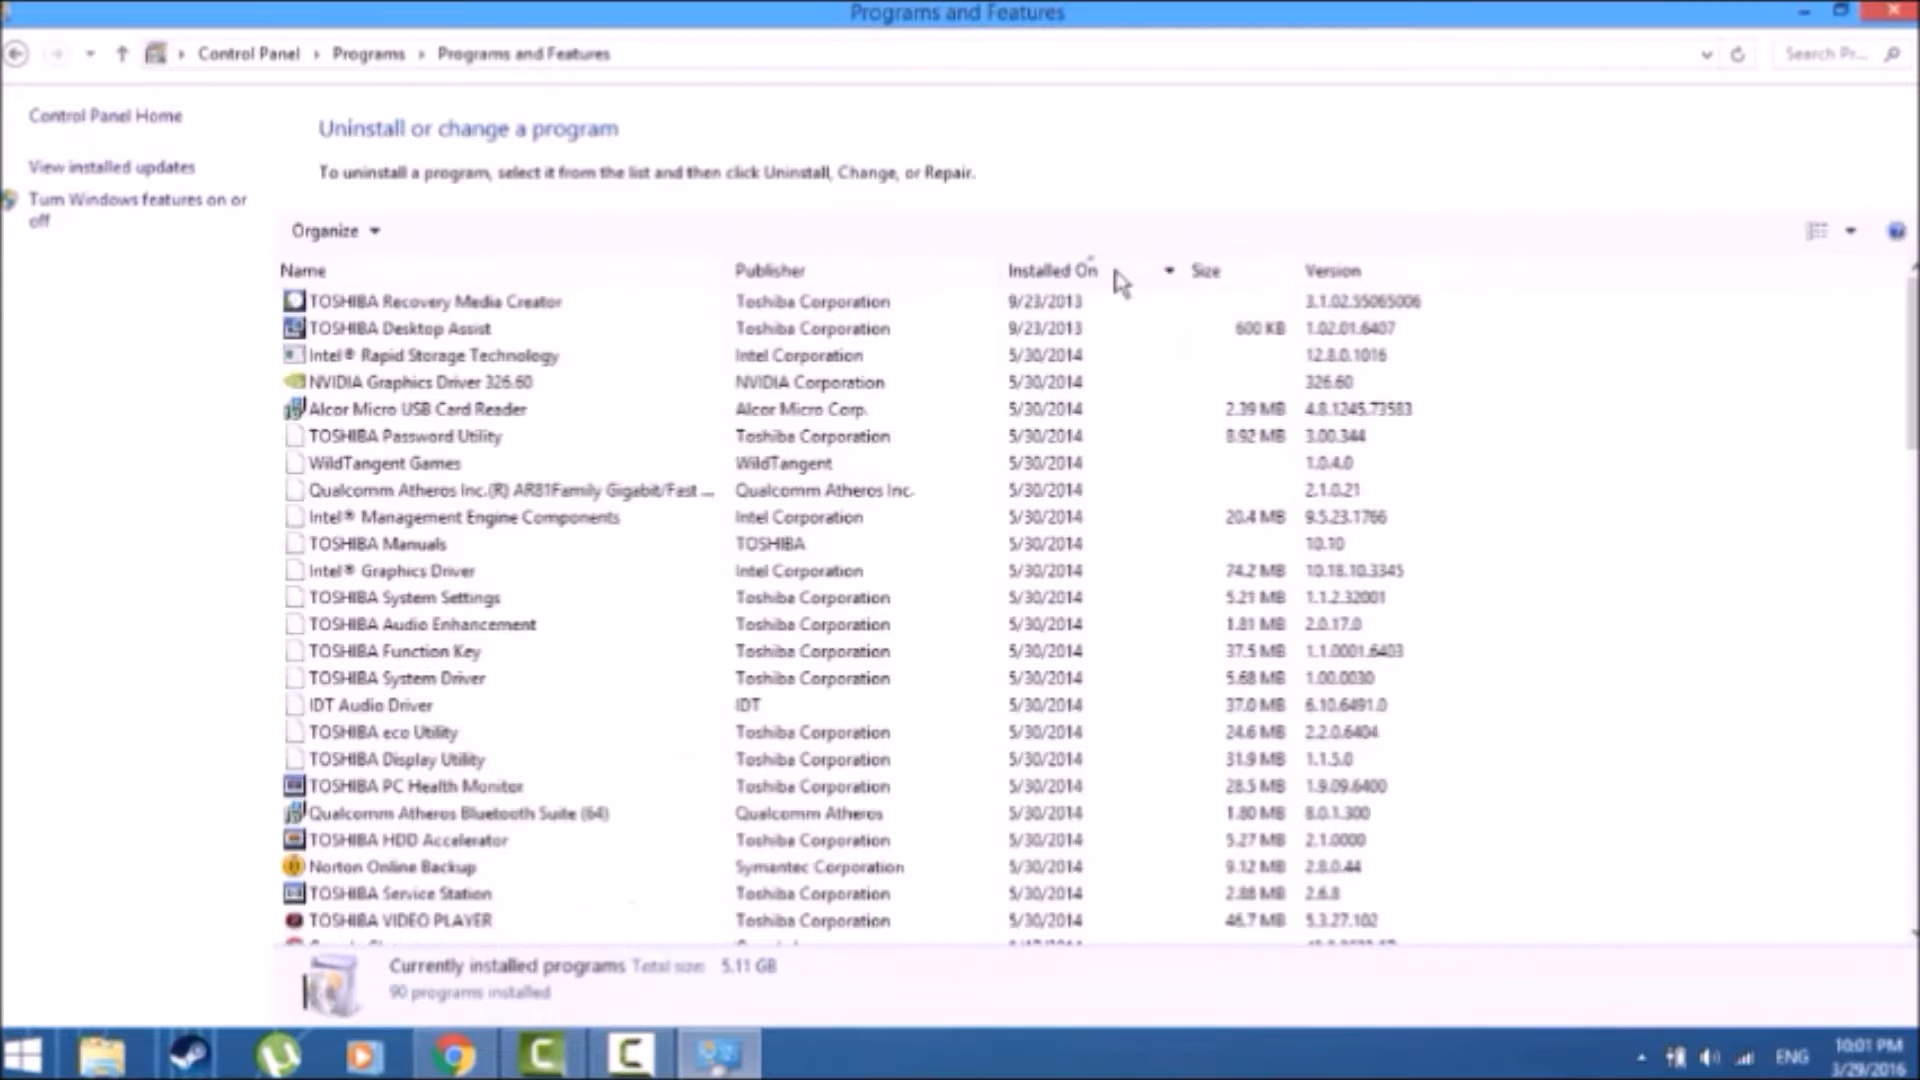 Programs and Features
Control Panel › Programs › Programs and Features
Search Pr...
Control Panel Home
View installed updates
Turn Windows features on or
off
Uninstall or change a program
To uninstall a program, select it from the list and then click Uninstall, Change, or Repair.
Organize
Name Publisher Installed On Size Version
TOSHIBA Recovery Media Creator Toshiba Corporation 9/23/2013 3.1.02.55065006
TOSHIBA Desktop Assist Toshiba Corporation 9/23/2013 600 KB 1.02.01.6407
Intel® Rapid Storage Technology Intel Corporation 5/30/2014 12.8.0.1016
NVIDIA Graphics Driver 326.60 NVIDIA Corporation 5/30/2014 326.60
Alcor Micro USB Card Reader Alcor Micro Corp. 5/30/2014 2.39 MB 4.8.1245.73583
TOSHIBA Password Utility Toshiba Corporation 5/30/2014 8.92 MB 3.00.344
WildTangent Games WildTangent 5/30/2014 1.0.4.0
Qualcomm Atheros Inc.(R) AR81Family Gigabit/Fast ... Qualcomm Atheros Inc. 5/30/2014 2.1.0.21
Intel® Management Engine Components Intel Corporation 5/30/2014 20.4 MB 9.5.23.1766
TOSHIBA Manuals TOSHIBA 5/30/2014 10.10
Intel® Graphics Driver Intel Corporation 5/30/2014 74.2 MB 10.18.10.3345
TOSHIBA System Settings Toshiba Corporation 5/30/2014 5.21 MB 1.1.2.32001
TOSHIBA Audio Enhancement Toshiba Corporation 5/30/2014 1.81 MB 2.0.17.0
TOSHIBA Function Key Toshiba Corporation 5/30/2014 37.5 MB 1.1.0001.6403
TOSHIBA System Driver Toshiba Corporation 5/30/2014 5.68 MB 1.00.0030
IDT Audio Driver IDT 5/30/2014 37.0 MB 6.10.6491.0
TOSHIBA eco Utility Toshiba Corporation 5/30/2014 24.6 MB 2.2.0.6404
TOSHIBA Display Utility Toshiba Corporation 5/30/2014 31.9 MB 1.1.5.0
TOSHIBA PC Health Monitor Toshiba Corporation 5/30/2014 28.5 MB 1.9.09.6400
Qualcomm Atheros Bluetooth Suite (64) Qualcomm Atheros 5/30/2014 1.80 MB 8.0.1.300
TOSHIBA HDD Accelerator Toshiba Corporation 5/30/2014 5.27 MB 2.1.0000
Norton Online Backup Symantec Corporation 5/30/2014 9.12 MB 2.8.0.44
TOSHIBA Service Station Toshiba Corporation 5/30/2014 2.88 MB 2.6.8
TOSHIBA VIDEO PLAYER Toshiba Corporation 5/30/2014 46.7 MB 5.3.27.102
Currently installed programs Total size: 5.11 GB
90 programs installed
ENG
10:01 PM
3/29/2016